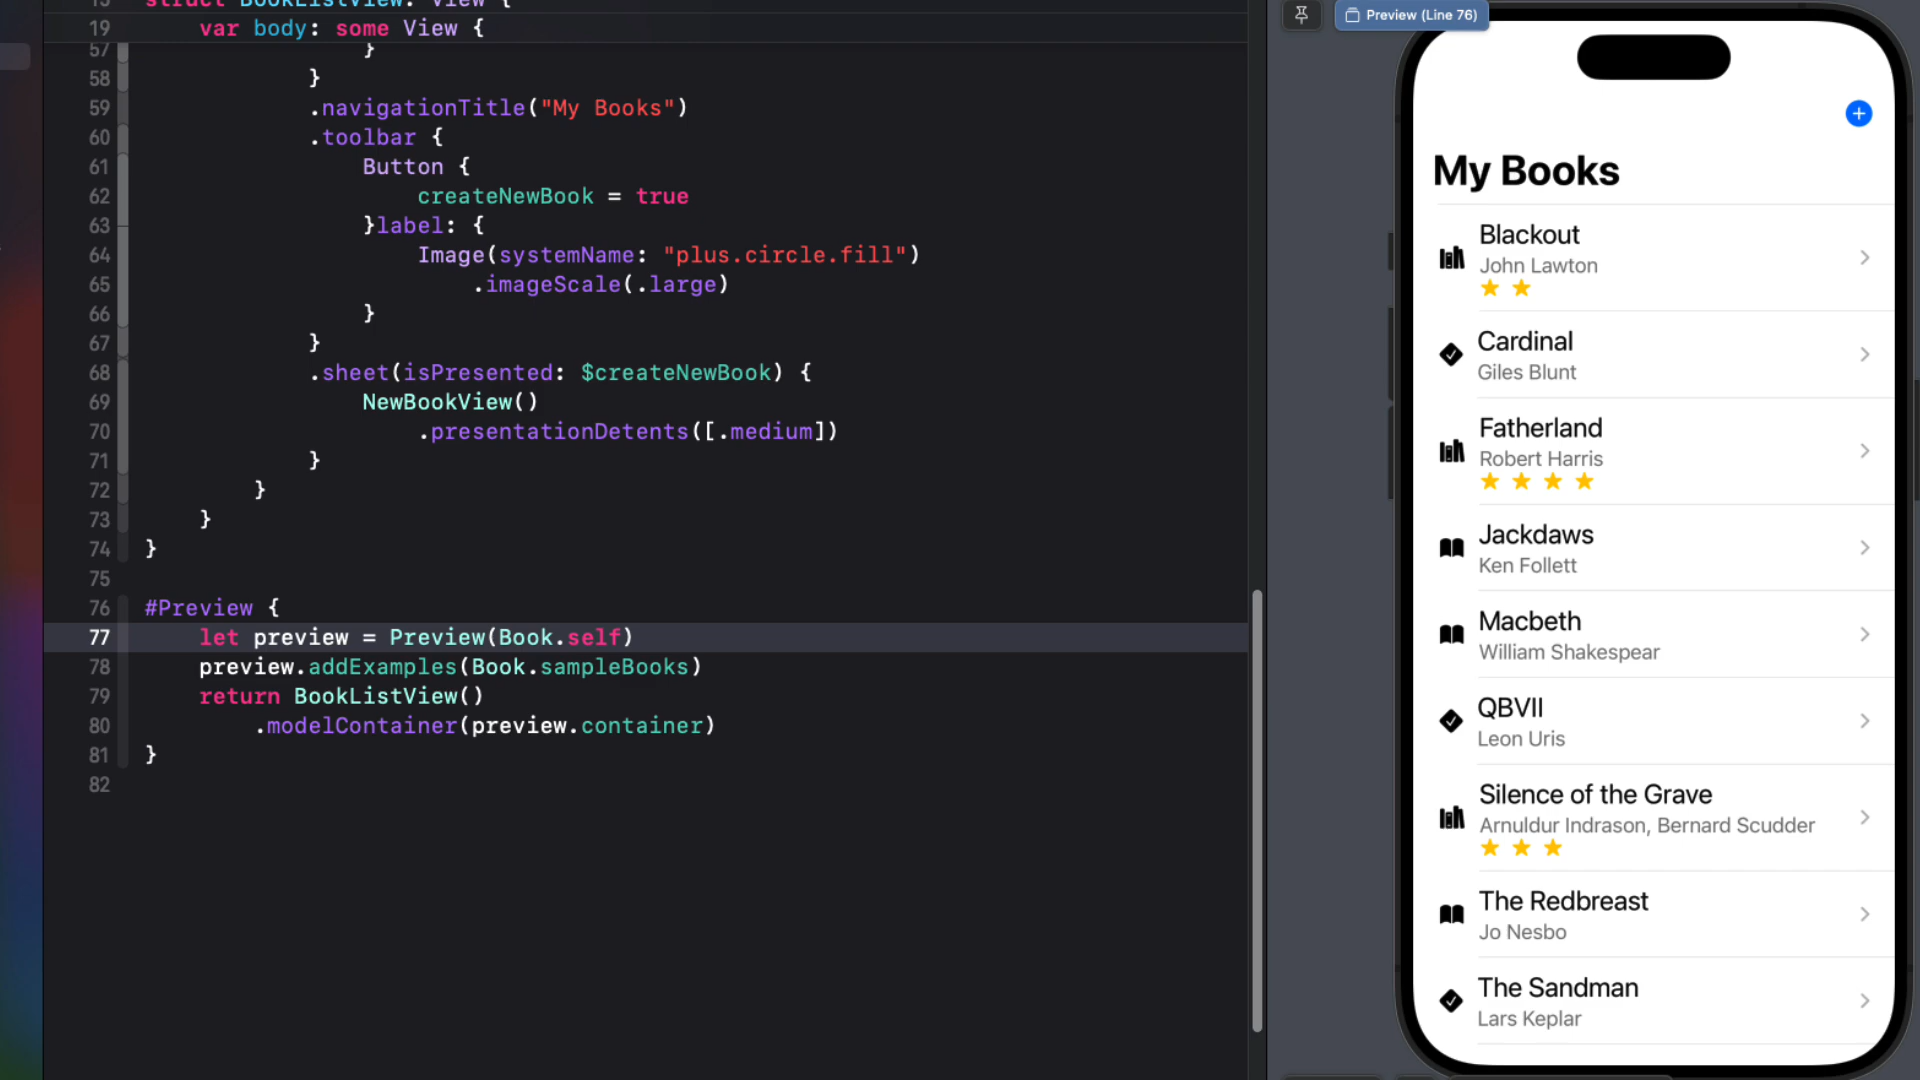 struct BookListView: View {
19 var body: some View {
57 }
58 }
59 .navigationTitle("My Books")
60 .toolbar {
61 Button {
62 createNewBook = true
63 }label: {
64 Image(systemName: "plus.circle.fill")
65 .imageScale(.large)
66 }
67 }
68 .sheet(isPresented: $createNewBook) {
69 NewBookView()
70 .presentationDetents([.medium])
71 }
72 }
73 }
74 }
75
76 #Preview {
77 let preview = Preview(Book.self)
78 preview.addExamples(Book.sampleBooks)
79 return BookListView()
80 .modelContainer(preview.container)
81 }
82
Preview (Line 76)
My Books
Blackout
John Lawton
Cardinal
Giles Blunt
Fatherland
Robert Harris
Jackdaws
Ken Follett
Macbeth
William Shakespear
QBVII
Leon Uris
Silence of the Grave
Arnuldur Indrason, Bernard Scudder
The Redbreast
Jo Nesbo
The Sandman
Lars Keplar